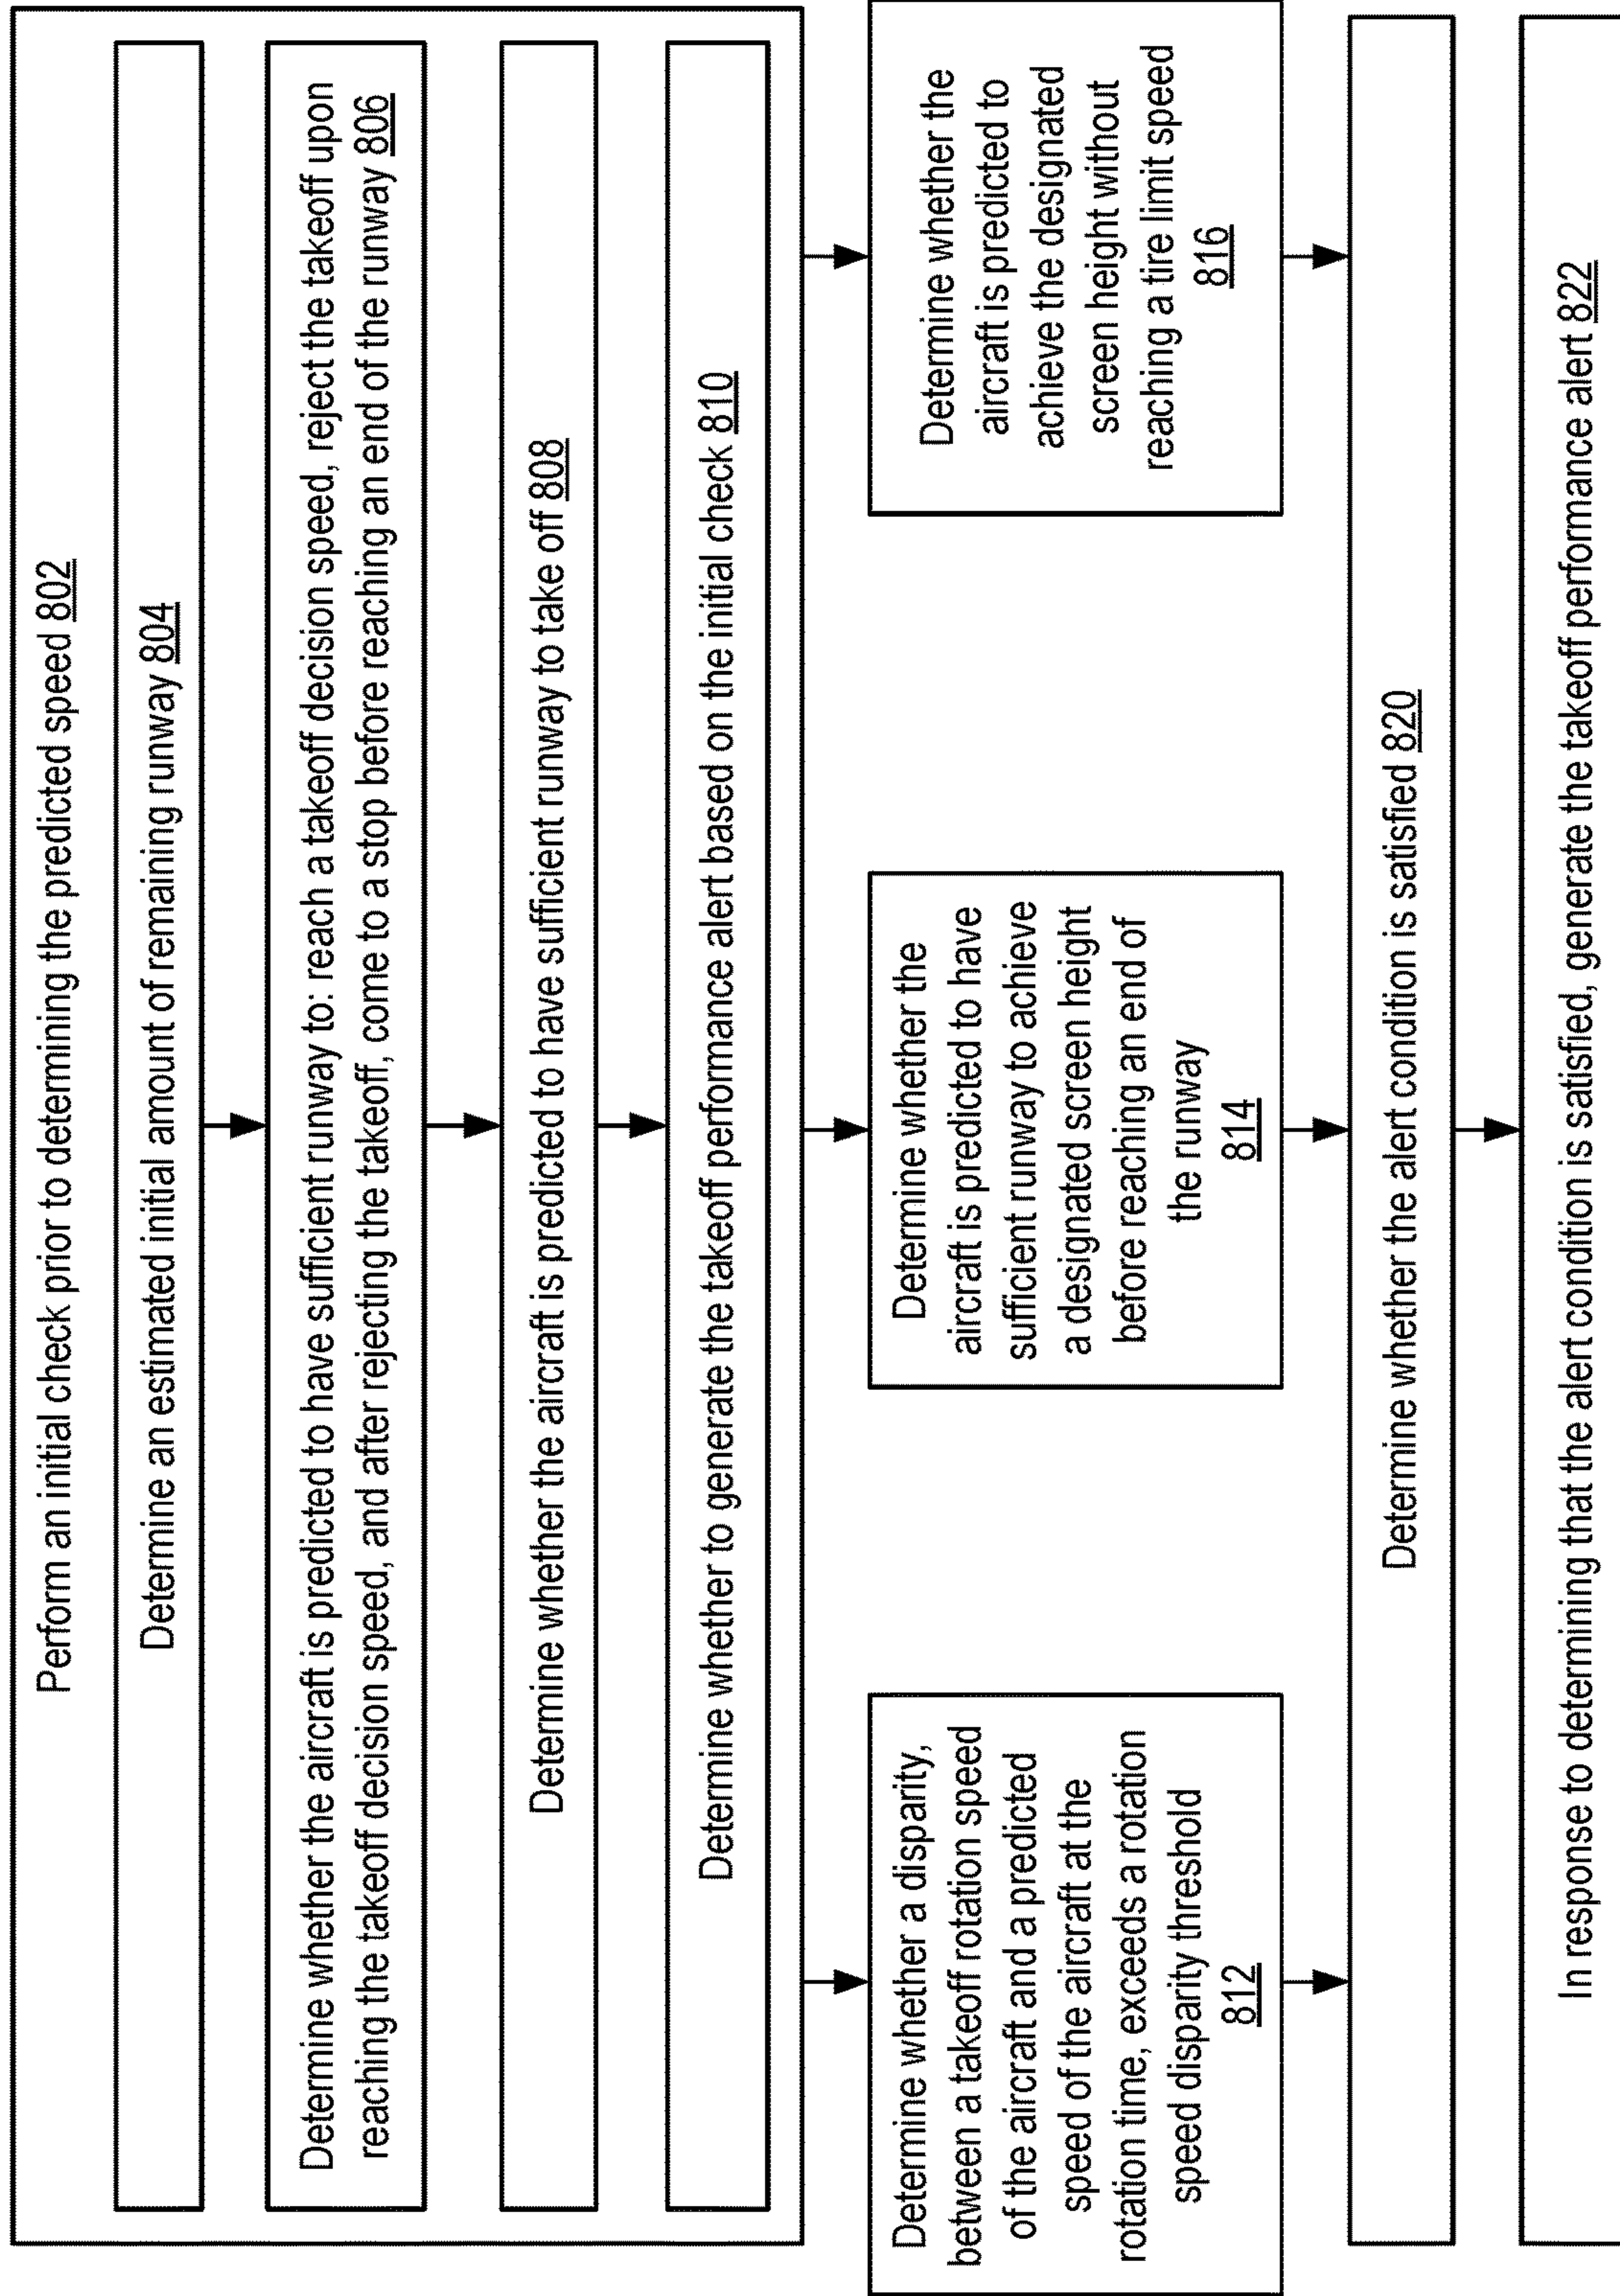 Perform an initial check prior to determining the predicted speed 802
Determine an estimated initial amount of remaining runway 804
Determine whether the aircraft is predicted to have sufficient runway to: reach a takeoff decision speed, reject the takeoff upon
reaching the takeoff decision speed, and after rejecting the takeoff, come to a stop before reaching an end of the runway 806
Determine whether the aircraft is predicted to have sufficient runway to take off 808
Determine whether to generate the takeoff performance alert based on the initial check 810
Determine whether a disparity,
between a takeoff rotation speed
of the aircraft and a predicted
speed of the aircraft at the
rotation time, exceeds a rotation
speed disparity threshold
812
Determine whether the
aircraft is predicted to have
sufficient runway to achieve
a designated screen height
before reaching an end of
the runway
814
Determine whether the
aircraft is predicted to
achieve the designated
screen height without
reaching a tire limit speed
816
Determine whether the alert condition is satisfied 820
In response to determining that the alert condition is satisfied, generate the takeoff performance alert 822